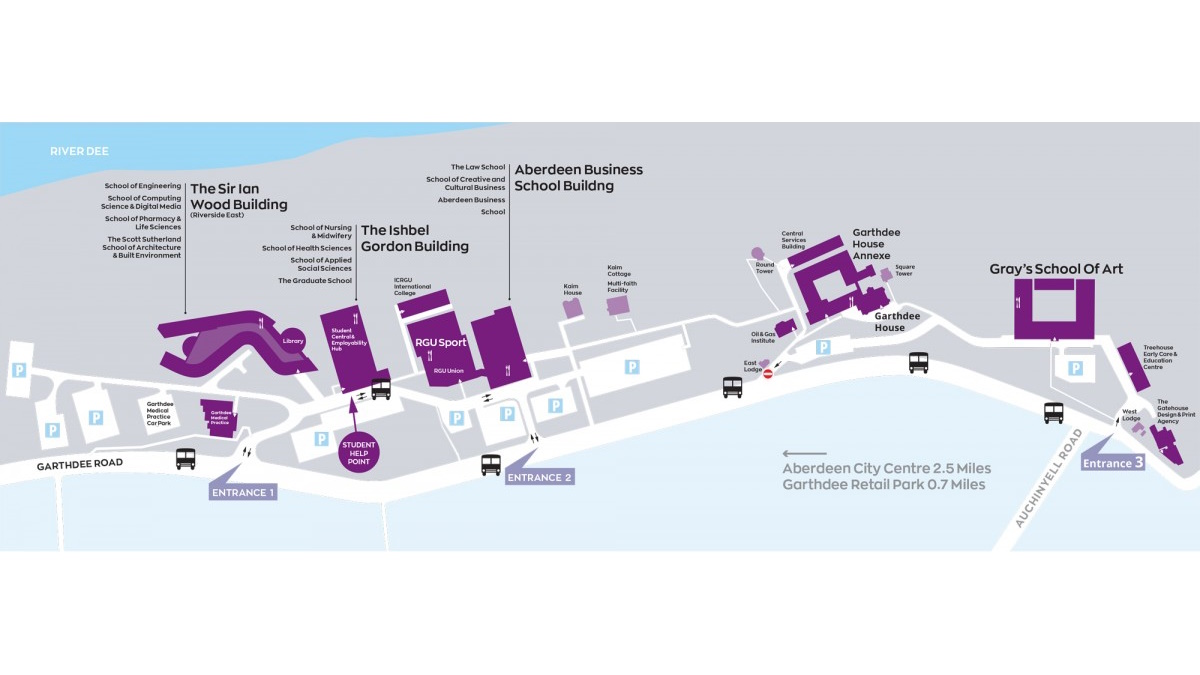 RIVER DEE
School of Engineering
School of Computing
Science & Digital Media
School of Pharmacy &
Life Sciences
The Scott Sutherland
School of Architecture
& Built Environment
The Sir Ian
Wood Building
(Riverside East)
School of Nursing
& Midwifery
School of Health Sciences
School of Applied
Social Sciences
The Graduate School
The Ishbel
Gordon Building
The Law School
School of Creative and
Cultural Business
Aberdeen Business
School
Aberdeen Business
School Buildng
ICRGU
International
College
Kaim
House
Kaim
Cottage
Multi-faith
Facility
Round
Tower
Central
Services
Building
Garthdee
House
Annexe
Square
Tower
Garthdee
House
Gray's School Of Art
Library
Student
Central &
Employability
Hub
RGU Sport
RGU Union
Oil & Gas
Institute
East
Lodge
Treehouse
Early Care &
Education
Centre
The
Gatehouse
Design & Print
Agency
West
Lodge
P
P
P
P
P
P
P
P
P
P
Garthdee
Medical
Practice
Car Park
Garthdee
Medical
Practice
STUDENT
HELP
POINT
GARTHDEE ROAD
ENTRANCE 1
ENTRANCE 2
Entrance 3
Aberdeen City Centre 2.5 Miles
Garthdee Retail Park 0.7 Miles
AUCHINYELL ROAD